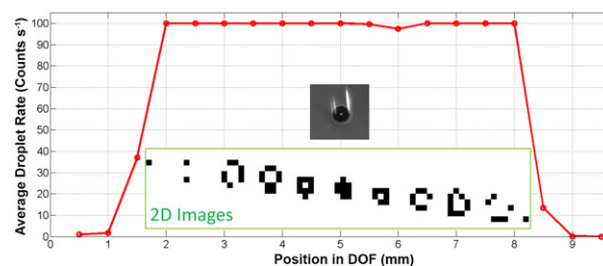 Average Droplet Rate (Counts s⁻¹)
100
90
80
70
60
50
40
30
20
10
0
2D Images
0 1 2 3 4 5 6 7 8 9
Position in DOF (mm)